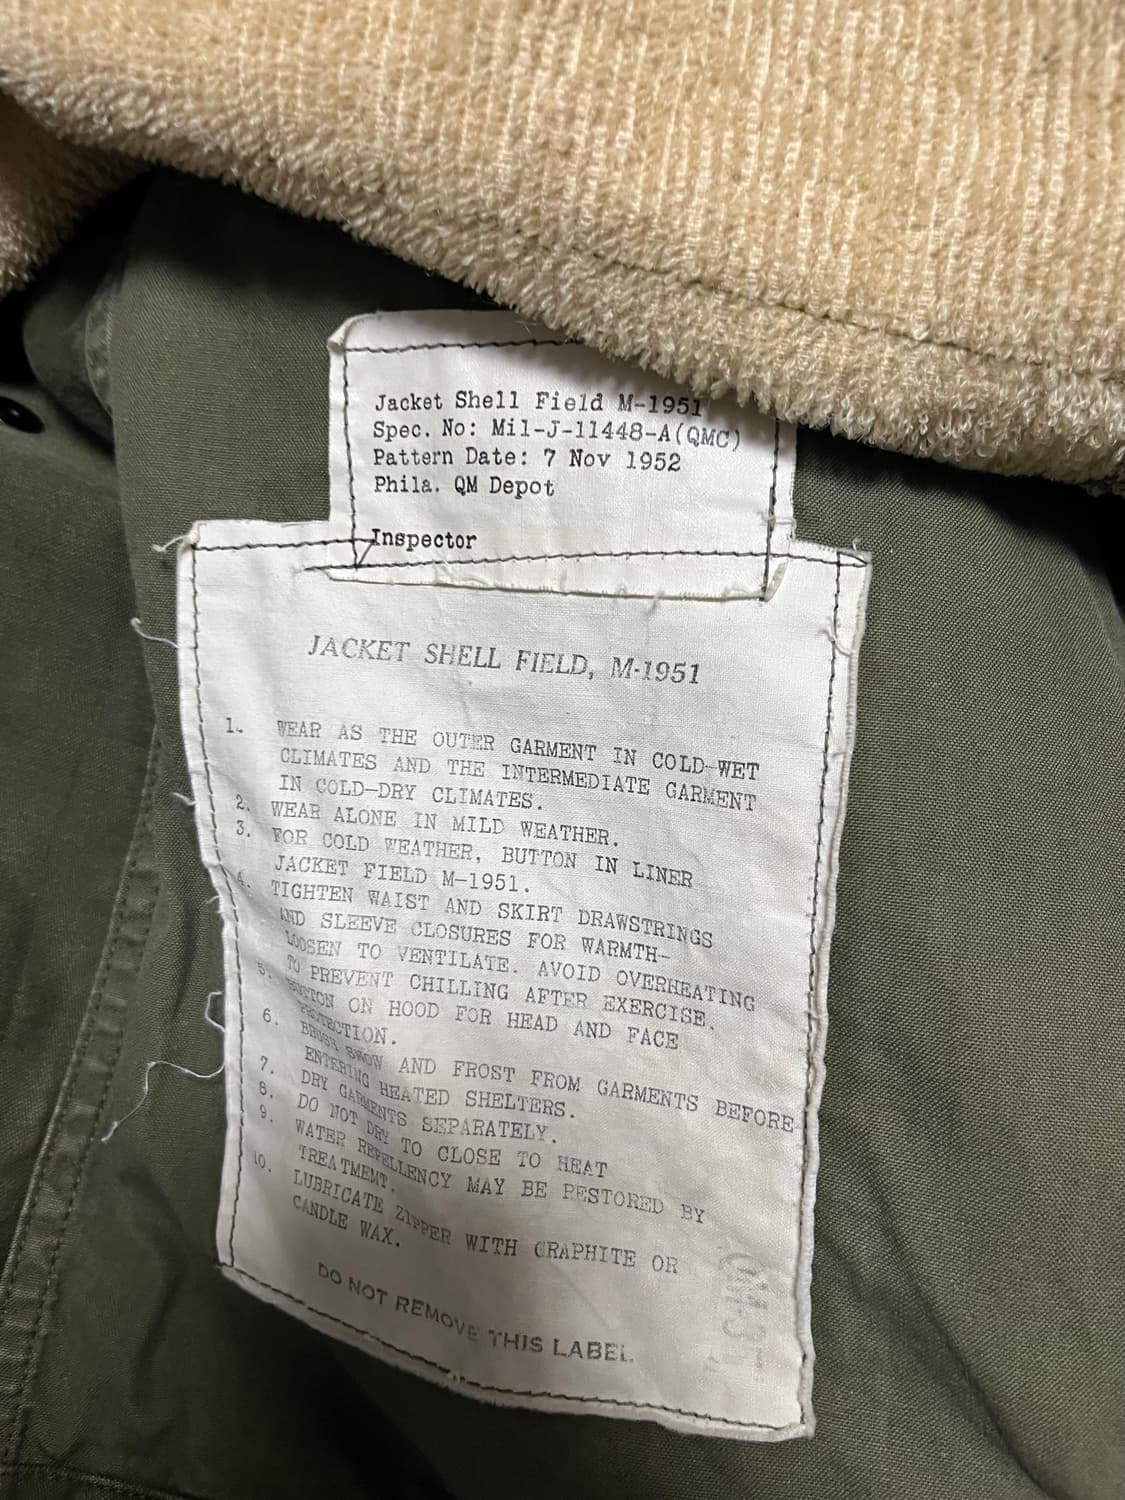 Jacket Shell Field M-1951
Spec. No: Mil-J-11448-A(QMC)
Pattern Date: 7 Nov 1952
Phila. QM Depot
Inspector
JACKET SHELL FIELD, M-1951
1. WEAR AS THE OUTER GARMENT IN COLD-WET
CLIMATES AND THE INTERMEDIATE GARMENT
IN COLD-DRY CLIMATES.
2. WEAR ALONE IN MILD WEATHER.
3. FOR COLD WEATHER, BUTTON IN LINER
JACKET FIELD M-1951.
4. TIGHTEN WAIST AND SKIRT DRAWSTRINGS
AND SLEEVE CLOSURES FOR WARMTH-
LOOSEN TO VENTILATE. AVOID OVERHEATING
TO PREVENT CHILLING AFTER EXERCISE.
5. BUTTON ON HOOD FOR HEAD AND FACE
PROTECTION.
6. BRUSH SNOW AND FROST FROM GARMENTS BEFORE
ENTERING HEATED SHELTERS.
7. DRY GARMENTS SEPARATELY.
8. DO NOT DRY TO CLOSE TO HEAT
9. WATER REPELLENCY MAY BE RESTORED BY
TREATMENT.
10. LUBRICATE ZIPPER WITH GRAPHITE OR
CANDLE WAX.
DO NOT REMOVE THIS LABEL.